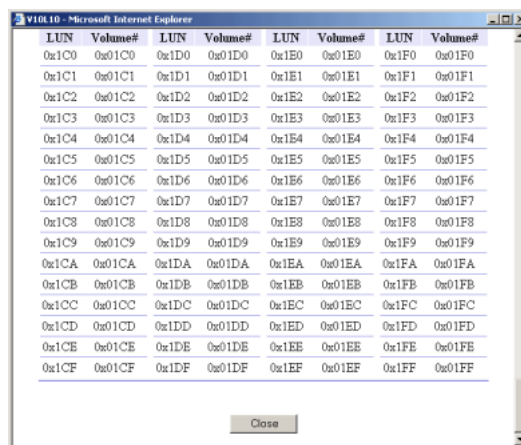 V10L10 - Microsoft Internet Explorer
LUN Volume# LUN Volume# LUN Volume# LUN Volume#
0x1C0 0x01C0 0x1D0 0x01D0 0x1E0 0x01E0 0x1F0 0x01F0
0x1C1 0x01C1 0x1D1 0x01D1 0x1E1 0x01E1 0x1F1 0x01F1
0x1C2 0x01C2 0x1D2 0x01D2 0x1E2 0x01E2 0x1F2 0x01F2
0x1C3 0x01C3 0x1D3 0x01D3 0x1E3 0x01E3 0x1F3 0x01F3
0x1C4 0x01C4 0x1D4 0x01D4 0x1E4 0x01E4 0x1F4 0x01F4
0x1C5 0x01C5 0x1D5 0x01D5 0x1E5 0x01E5 0x1F5 0x01F5
0x1C6 0x01C6 0x1D6 0x01D6 0x1E6 0x01E6 0x1F6 0x01F6
0x1C7 0x01C7 0x1D7 0x01D7 0x1E7 0x01E7 0x1F7 0x01F7
0x1C8 0x01C8 0x1D8 0x01D8 0x1E8 0x01E8 0x1F8 0x01F8
0x1C9 0x01C9 0x1D9 0x01D9 0x1E9 0x01E9 0x1F9 0x01F9
0x1CA 0x01CA 0x1DA 0x01DA 0x1EA 0x01EA 0x1FA 0x01FA
0x1CB 0x01CB 0x1DB 0x01DB 0x1EB 0x01EB 0x1FB 0x01FB
0x1CC 0x01CC 0x1DC 0x01DC 0x1EC 0x01EC 0x1FC 0x01FC
0x1CD 0x01CD 0x1DD 0x01DD 0x1ED 0x01ED 0x1FD 0x01FD
0x1CE 0x01CE 0x1DE 0x01DE 0x1EE 0x01EE 0x1FE 0x01FE
0x1CF 0x01CF 0x1DF 0x01DF 0x1EF 0x01EF 0x1FF 0x01FF
Close